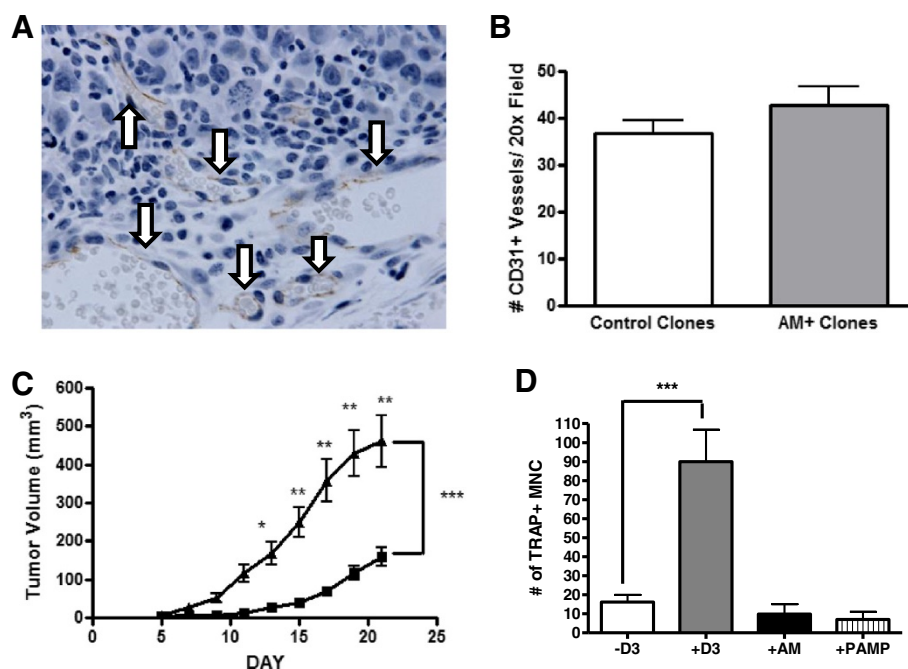 A
B
# CD31+ Vessels/ 20x Field
50
40
30
20
10
0
Control Clones
AM+ Clones
C
Tumor Volume (mm³)
600
500
400
300
200
100
0
*
**
**
**
**
***
0
5
10
15
20
25
DAY
D
# of TRAP+ MNC
***
110
100
90
80
70
60
50
40
30
20
10
0
-D3
+D3
+AM
+PAMP